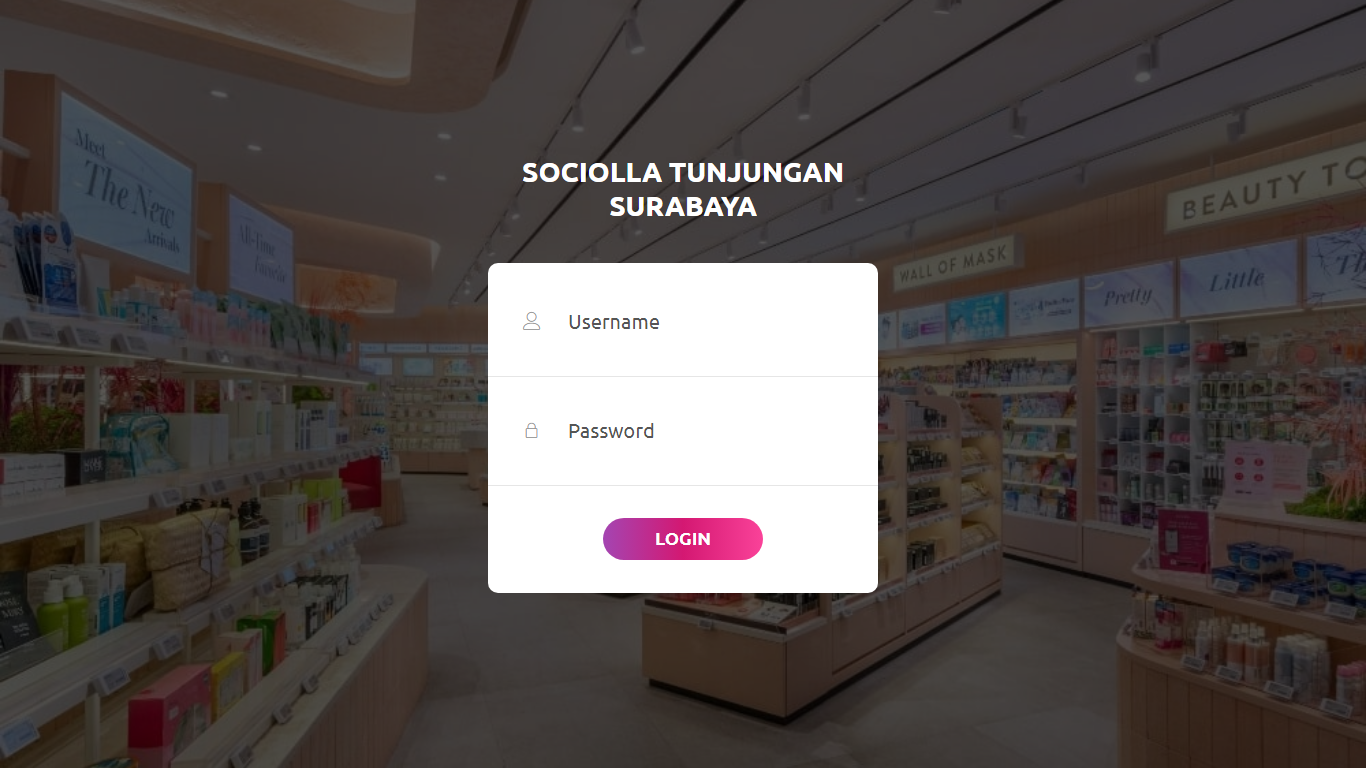 SOCIOLLA TUNJUNGAN
SURABAYA
Meet
The New
Arrivals
All-Time
favorite
BEAUTY TO
WALL OF MASK
Pretty
Little
Username
Password
LOGIN